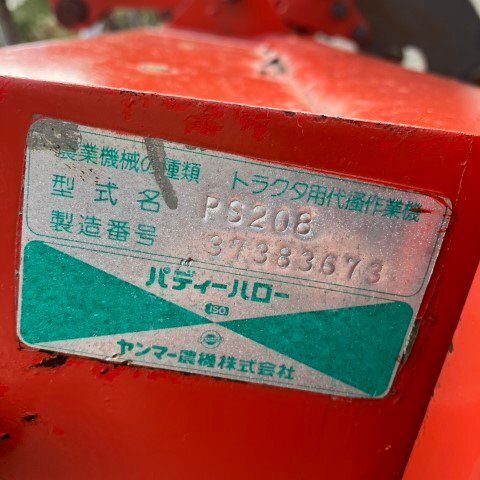 農業機械の種類 トラクタ用代掻作業機
型式名 PS208
製造番号 37383673
パディーハロー
ISO
ヤンマー農機株式会社